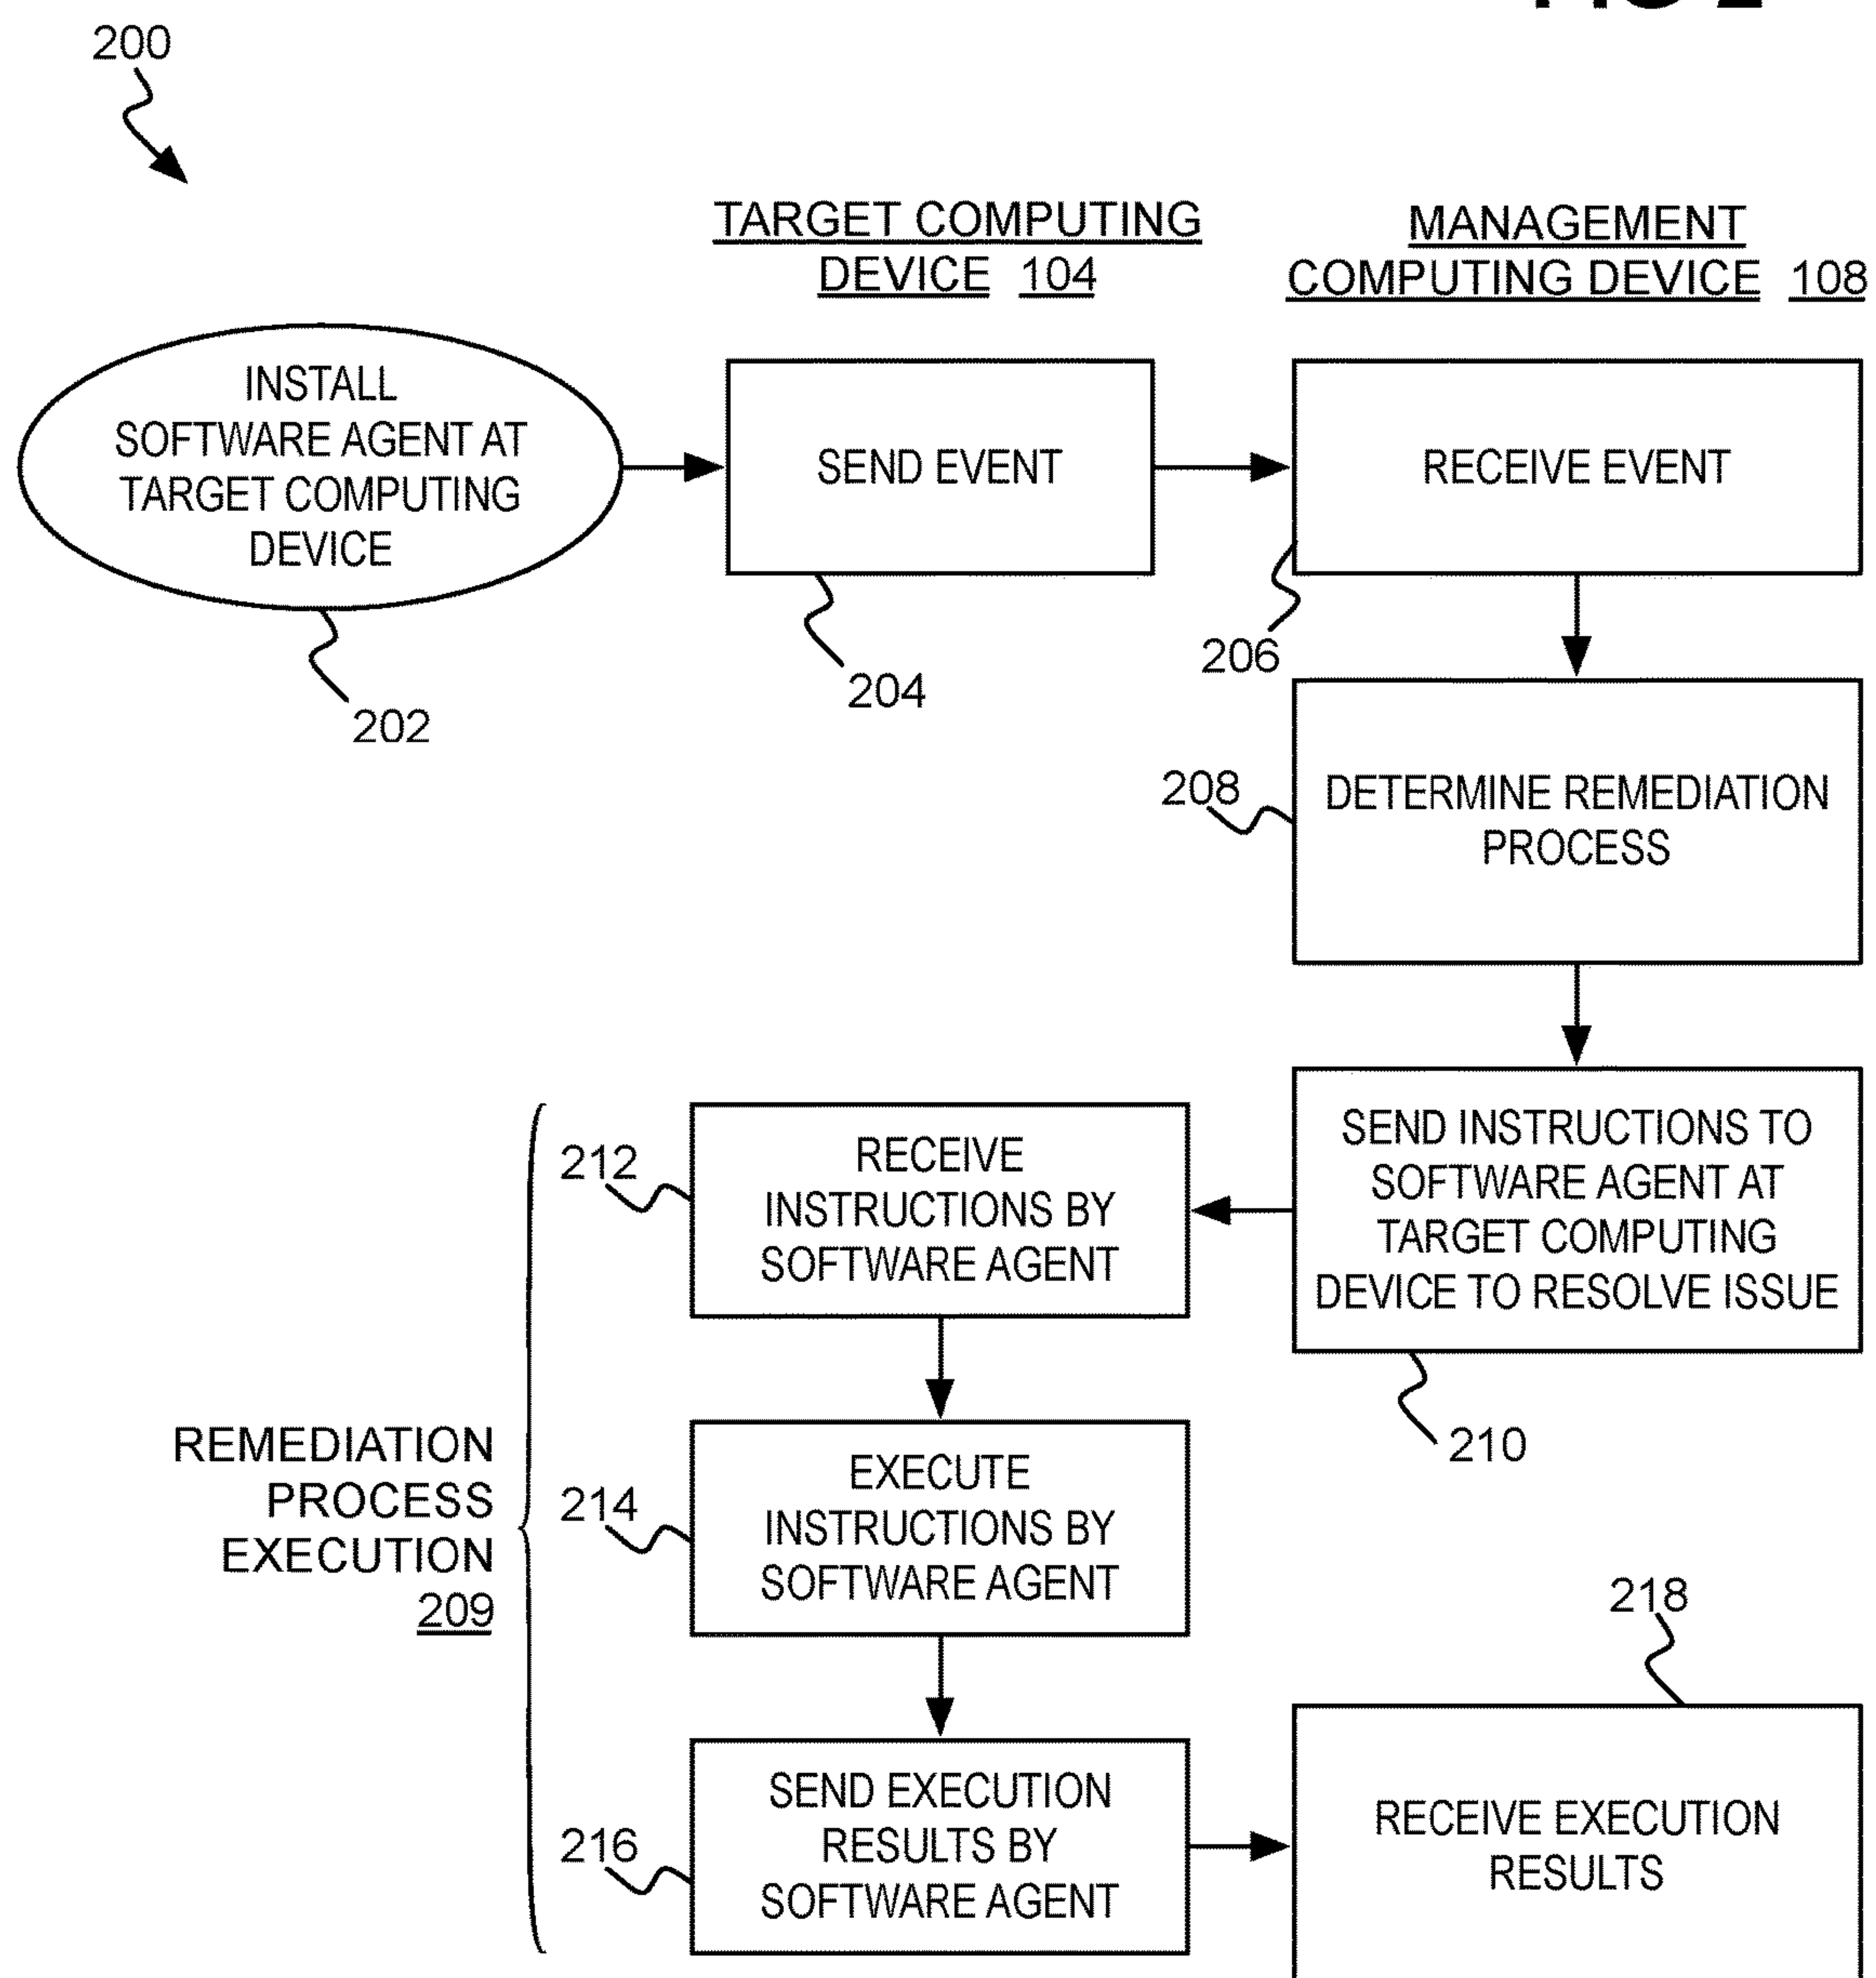 200
TARGET COMPUTING
DEVICE 104
MANAGEMENT
COMPUTING DEVICE 108
INSTALL
SOFTWARE AGENT AT
TARGET COMPUTING
DEVICE
202
SEND EVENT
204
RECEIVE EVENT
206
DETERMINE REMEDIATION
PROCESS
208
SEND INSTRUCTIONS TO
SOFTWARE AGENT AT
TARGET COMPUTING
DEVICE TO RESOLVE ISSUE
210
REMEDIATION
PROCESS
EXECUTION
209
212
RECEIVE
INSTRUCTIONS BY
SOFTWARE AGENT
214
EXECUTE
INSTRUCTIONS BY
SOFTWARE AGENT
216
SEND EXECUTION
RESULTS BY
SOFTWARE AGENT
218
RECEIVE EXECUTION
RESULTS